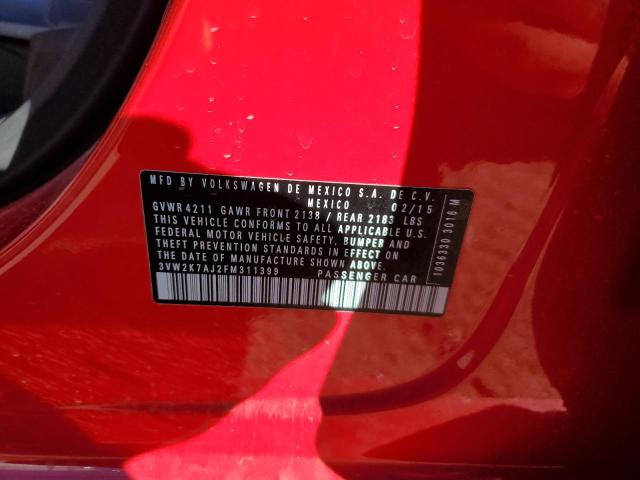 MFD BY VOLKSWAGEN DE MEXICO S.A. DE C.V.
MEXICO 02/15
GVWR 4211 GAWR FRONT 2138 / REAR 2183 LBS
THIS VEHICLE CONFORMS TO ALL APPLICABLE U.S.
FEDERAL MOTOR VEHICLE SAFETY, BUMPER AND
THEFT PREVENTION STANDARDS IN EFFECT ON
THE DATE OF MANUFACTURE SHOWN ABOVE.
3VW2K7AJ2FM311399 PASSENGER CAR
1036330 3016 M